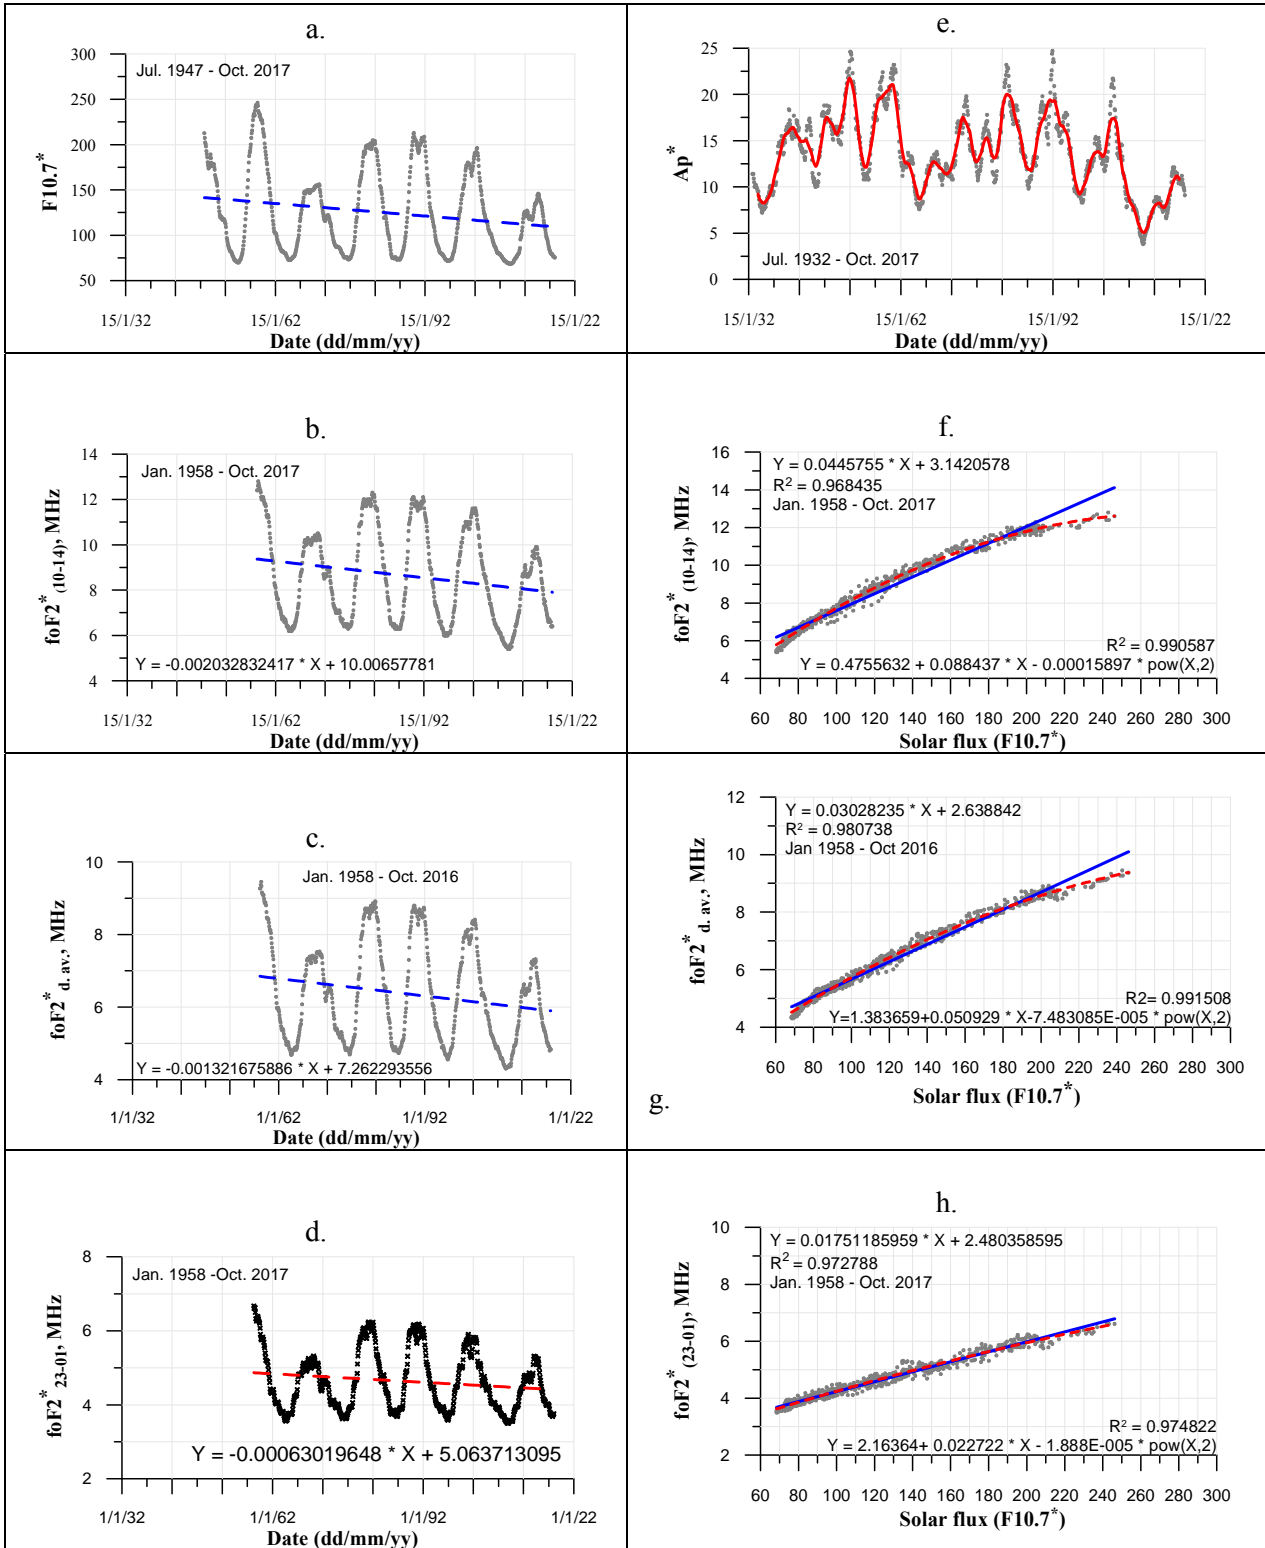 a.
300
250
200
150
100
50
F10.7*
Jul. 1947 - Oct. 2017
15/1/32 15/1/62 15/1/92 15/1/22
Date (dd/mm/yy)
e.
25
20
15
10
5
0
Ap*
Jul. 1932 - Oct. 2017
15/1/32 15/1/62 15/1/92 15/1/22
Date (dd/mm/yy)
b.
14
12
10
8
6
4
foF2*(10-14), MHz
Jan. 1958 - Oct. 2017
Y = -0.002032832417 * X + 10.00657781
15/1/32 15/1/62 15/1/92 15/1/22
Date (dd/mm/yy)
f.
16
14
12
10
8
6
4
foF2*(10-14), MHz
Y = 0.0445755 * X + 3.1420578
R² = 0.968435
Jan. 1958 - Oct. 2017
R² = 0.990587
Y = 0.4755632 + 0.088437 * X - 0.00015897 * pow(X,2)
60 80 100 120 140 160 180 200 220 240 260 280 300
Solar flux (F10.7*)
c.
10
8
6
4
foF2*d. av., MHz
Jan. 1958 - Oct. 2016
Y = -0.001321675886 * X + 7.262293556
1/1/32 1/1/62 1/1/92 1/1/22
Date (dd/mm/yy)
12
10
8
6
4
foF2*d. av., MHz
Y = 0.03028235 * X + 2.638842
R² = 0.980738
Jan 1958 - Oct 2016
R2= 0.991508
Y=1.383659+0.050929 * X-7.483085E-005 * pow(X,2)
60 80 100 120 140 160 180 200 220 240 260 280 300
Solar flux (F10.7*)
g.
d.
8
6
4
2
foF2*23-01, MHz
Jan. 1958 -Oct. 2017
Y = -0.000630196648 * X + 5.063713095
1/1/32 1/1/62 1/1/92 1/1/22
Date (dd/mm/yy)
h.
10
8
6
4
2
foF2*(23-01), MHz
Y = 0.01751185959 * X + 2.480358595
R² = 0.972788
Jan. 1958 - Oct. 2017
R² = 0.974822
Y = 2.16364+ 0.022722 * X - 1.888E-005 * pow(X,2)
60 80 100 120 140 160 180 200 220 240 260 280 300
Solar flux (F10.7*)